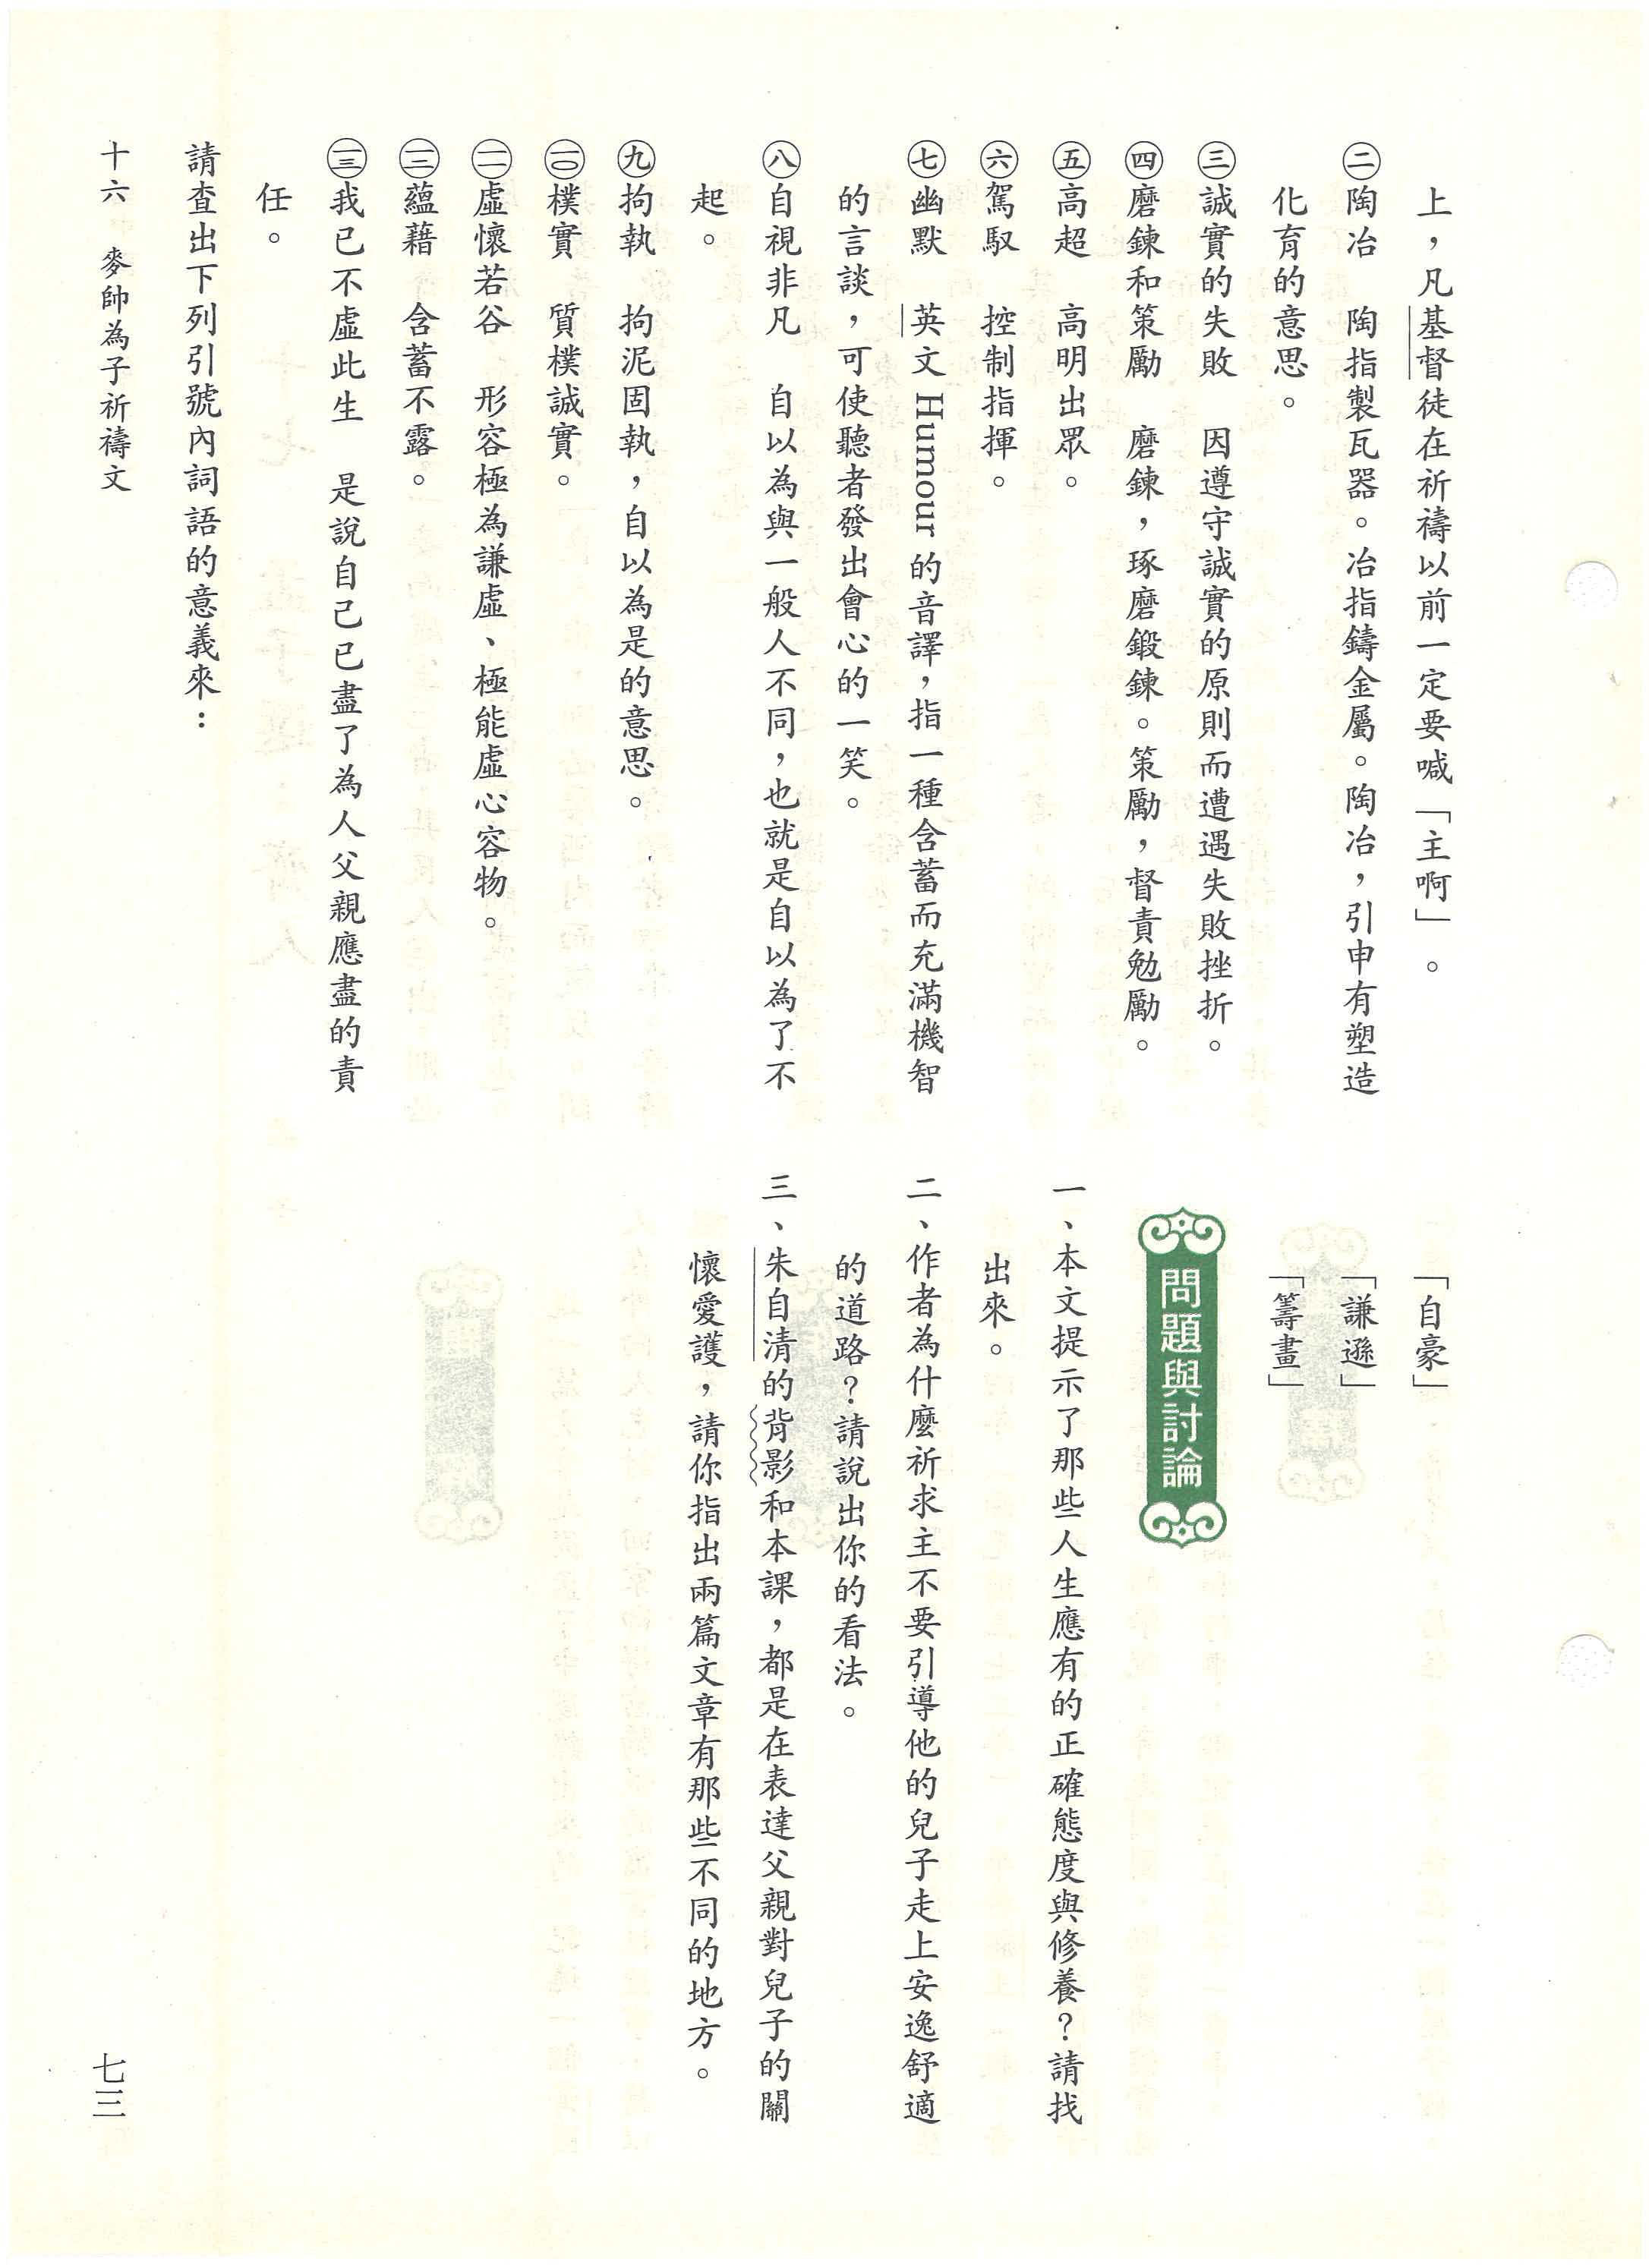 上，凡基督徒在祈禱以前一定要喊「主啊」。
㊁陶冶　陶指製瓦器。冶指鑄金屬。陶冶，引申有塑造
化育的意思。
㊂誠實的失敗　因遵守誠實的原則而遭遇失敗挫折。
㊃磨鍊和策勵　磨鍊，琢磨鍛鍊。策勵，督責勉勵。
㊄高超　高明出眾。
㊅駕馭　控制指揮。
㊆幽默　英文 Humour 的音譯，指一種含蓄而充滿機智
的言談，可使聽者發出會心的一笑。
㊇自視非凡　自以為與一般人不同，也就是自以為了不
起。
㊈拘執　拘泥固執，自以為是的意思。
(一〇)樸實　質樸誠實。
(一一)虛懷若谷　形容極為謙虛、極能虛心容物。
(一二)蘊藉　含蓄不露。
(一三)我已不虛此生　是說自己已盡了為人父親應盡的責
任。
請查出下列引號內詞語的意義來：
「自豪」
「謙遜」
「籌畫」
問題與討論
一、本文提示了那些人生應有的正確態度與修養？請找
出來。
二、作者為什麼祈求主不要引導他的兒子走上安逸舒適
的道路？請說出你的看法。
三、朱自清的背影和本課，都是在表達父親對兒子的關
懷愛護，請你指出兩篇文章有那些不同的地方。
十六　麥帥為子祈禱文
七三